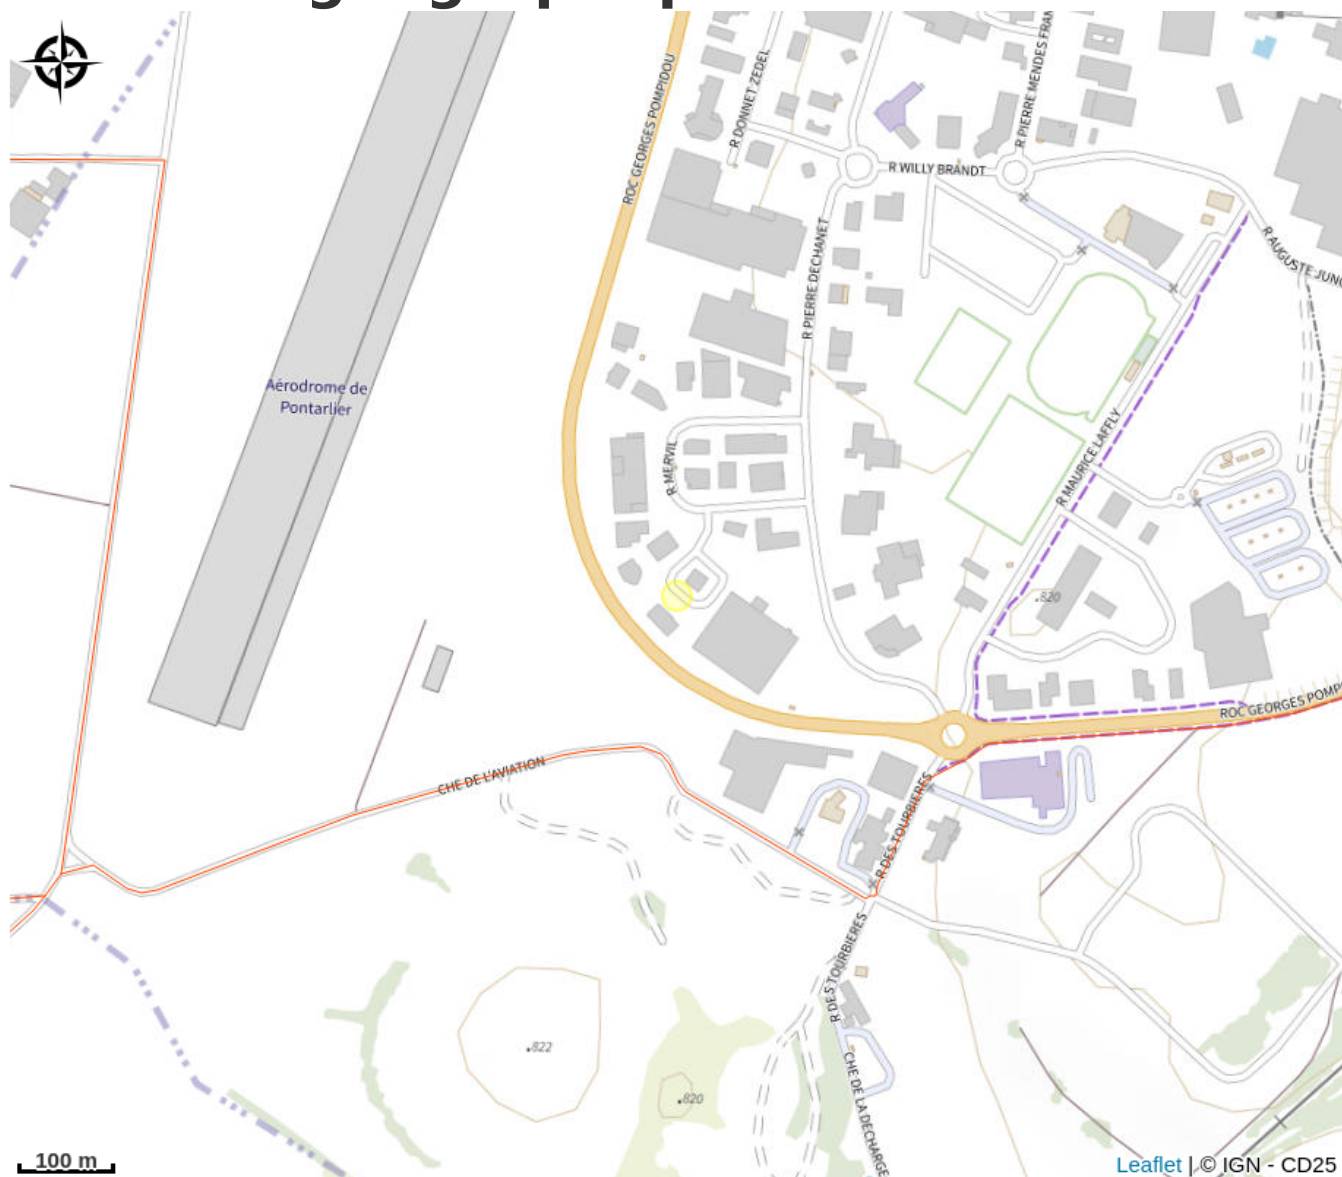 R PIERRE MENDES FRAN
R DONNET ZEDEL
ROC GEORGES POMPIDOU
R WILLY BRANDT
R PIERRE DECHANET
R AUGUSTE JUNG
Aérodrome de
Pontarlier
R MERVIL
R MAURICE LAFFLY
.820
ROC GEORGES POMP
CHE DE L'AVIATION
R DES TOURBIERES
R DES TOURBIERES
.822
.820
CHE DE LA DECHARGE
100 m
Leaflet | © IGN - CD25